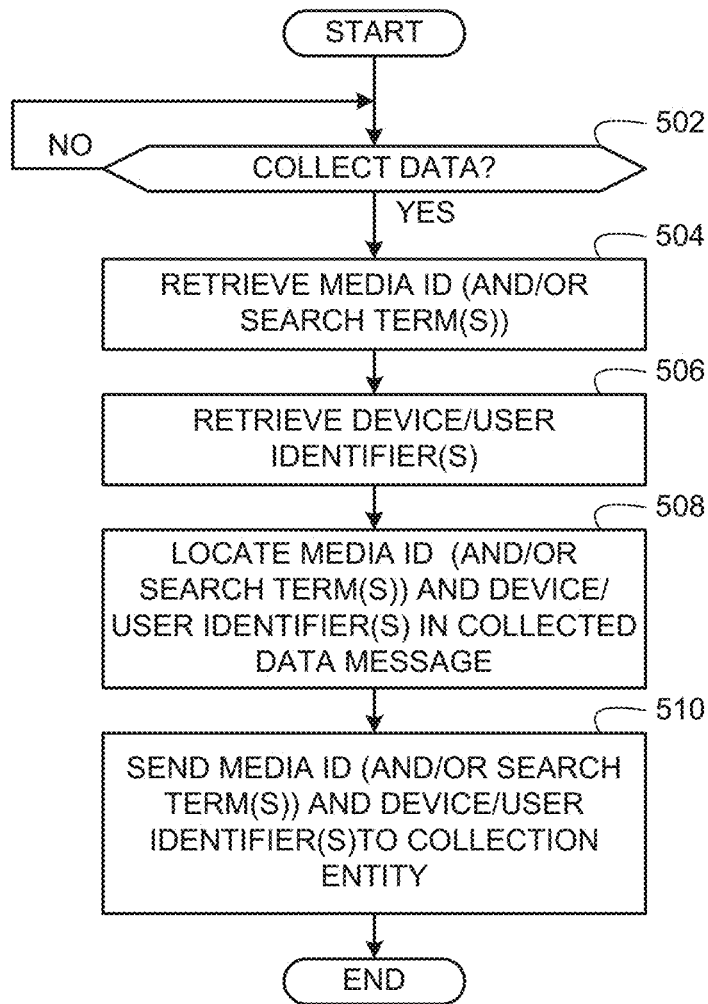 START
502
NO
COLLECT DATA?
YES
504
RETRIEVE MEDIA ID (AND/OR
SEARCH TERM(S))
506
RETRIEVE DEVICE/USER
IDENTIFIER(S)
508
LOCATE MEDIA ID (AND/OR
SEARCH TERM(S)) AND DEVICE/
USER IDENTIFIER(S) IN COLLECTED
DATA MESSAGE
510
SEND MEDIA ID (AND/OR SEARCH
TERM(S)) AND DEVICE/USER
IDENTIFIER(S)TO COLLECTION
ENTITY
END